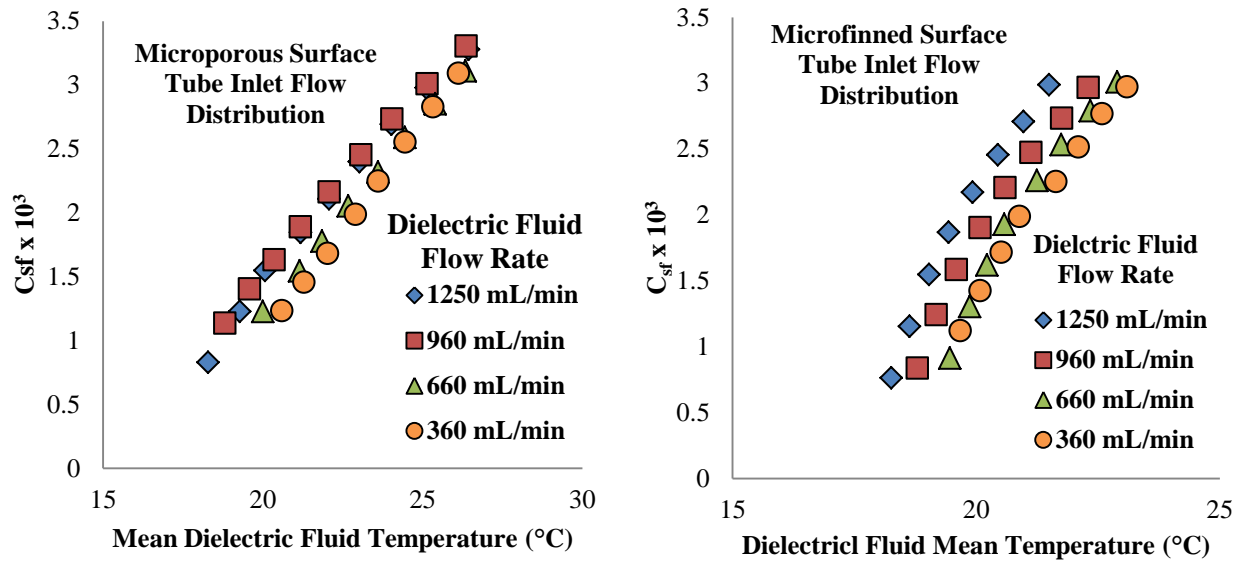 Microporous Surface
Tube Inlet Flow
Distribution
Csf x 10³
3.5
3
2.5
2
1.5
1
0.5
0
15
20
25
30
Dielectric Fluid
Flow Rate
1250 mL/min
960 mL/min
660 mL/min
360 mL/min
Mean Dielectric Fluid Temperature (°C)
Microfinned Surface
Tube Inlet Flow
Distribution
C_sf x 10³
3.5
3
2.5
2
1.5
1
0.5
0
15
20
25
Dielctric Fluid
Flow Rate
1250 mL/min
960 mL/min
660 mL/min
360 mL/min
Dielectricl Fluid Mean Temperature (°C)